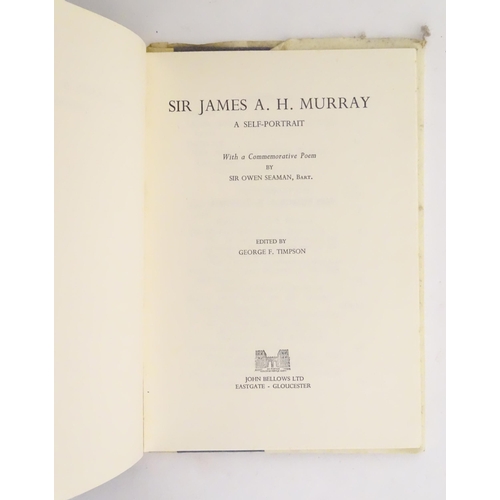 SIR JAMES A. H. MURRAY
A SELF-PORTRAIT
With a Commemorative Poem
BY
SIR OWEN SEAMAN, BART.
EDITED BY
GEORGE F. TIMPSON
JOHN BELLOWS LTD
EASTGATE - GLOUCESTER